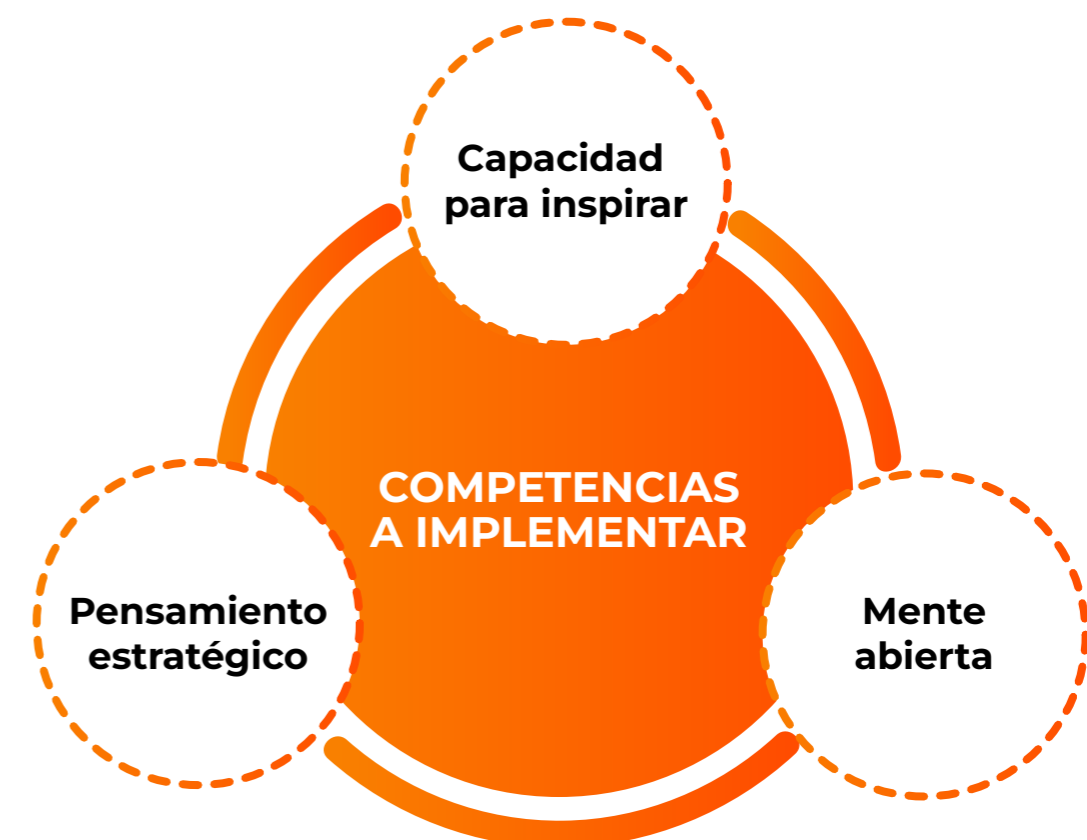 Capacidad
para inspirar
COMPETENCIAS
A IMPLEMENTAR
Pensamiento
estratégico
Mente
abierta